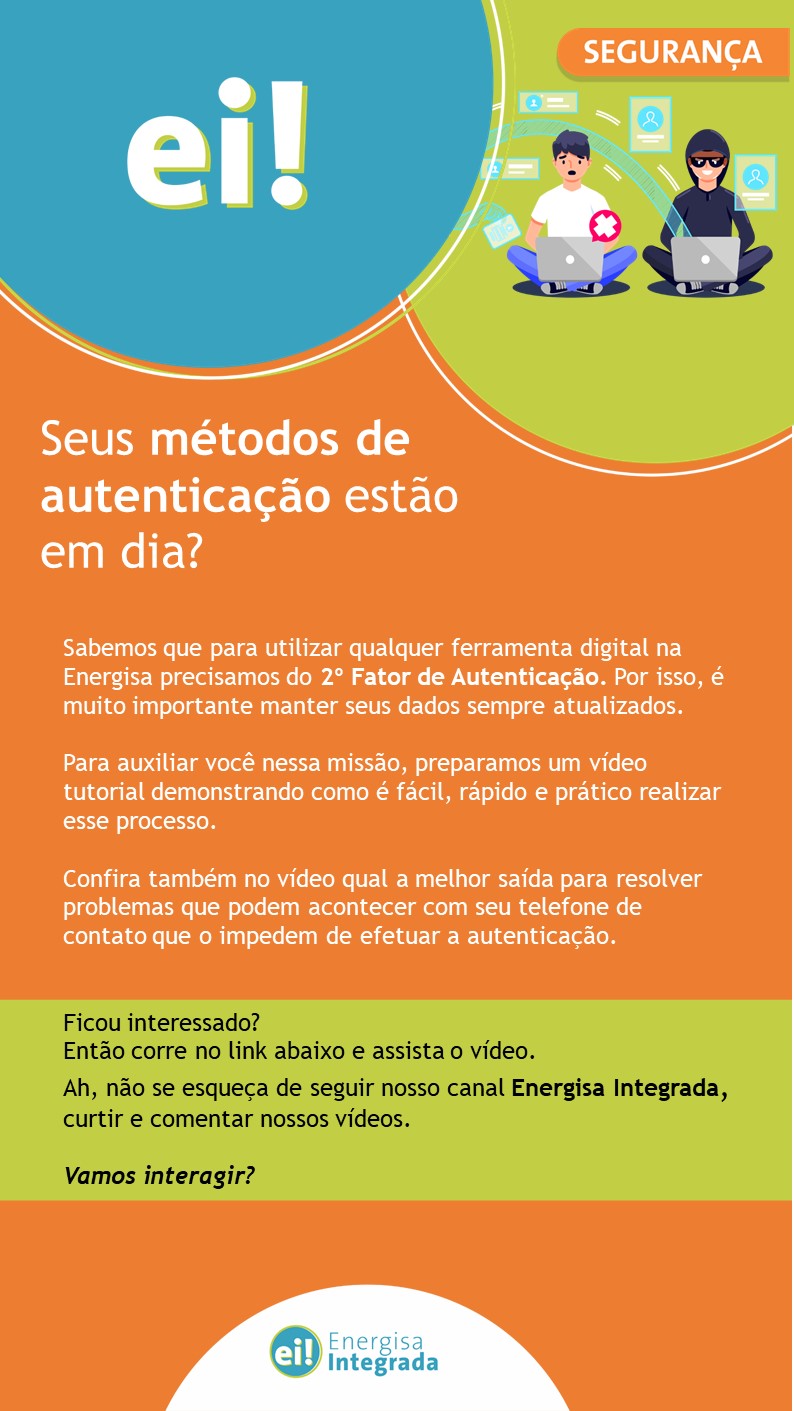 ei!
SEGURANÇA
Seus métodos de
autenticação estão
em dia?
Sabemos que para utilizar qualquer ferramenta digital na
Energisa precisamos do 2º Fator de Autenticação. Por isso, é
muito importante manter seus dados sempre atualizados.
Para auxiliar você nessa missão, preparamos um vídeo
tutorial demonstrando como é fácil, rápido e prático realizar
esse processo.
Confira também no vídeo qual a melhor saída para resolver
problemas que podem acontecer com seu telefone de
contato que o impedem de efetuar a autenticação.
Ficou interessado?
Então corre no link abaixo e assista o vídeo.
Ah, não se esqueça de seguir nosso canal Energisa Integrada,
curtir e comentar nossos vídeos.
Vamos interagir?
ei! Energisa
Integrada